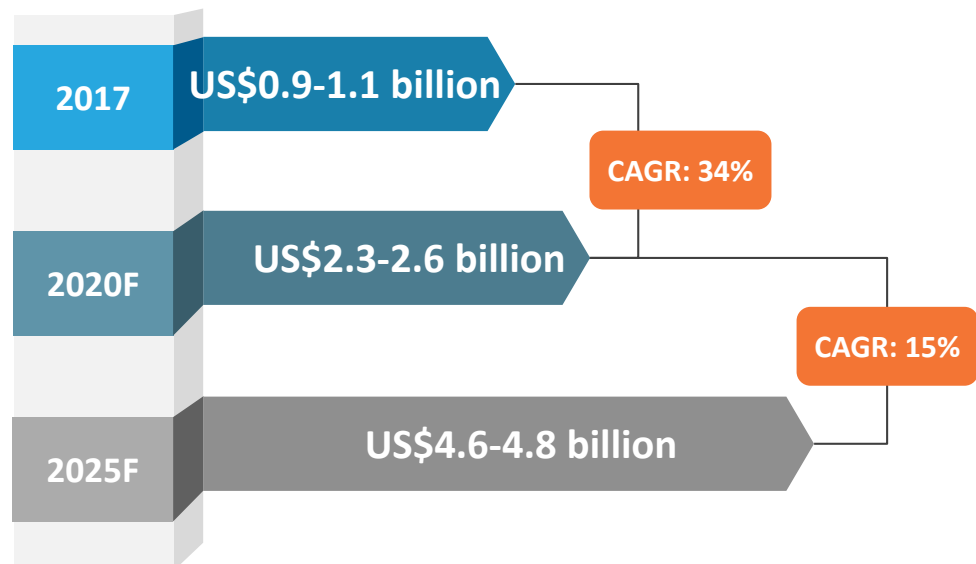 2017
US$0.9-1.1 billion
CAGR: 34%
2020F
US$2.3-2.6 billion
CAGR: 15%
2025F
US$4.6-4.8 billion